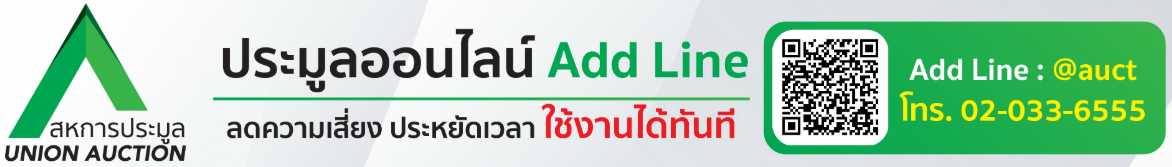 สหการประมูล
UNION AUCTION
ประมูลออนไลน์ Add Line
ลดความเสี่ยง ประหยัดเวลา ใช้งานได้ทันที
Add Line : @auct
โทร. 02-033-6555